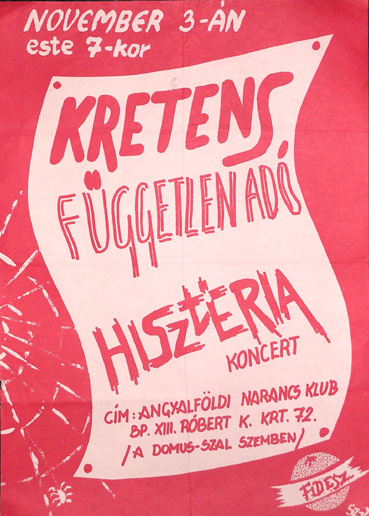 NOVEMBER 3-ÁN
este 7-kor
KRETENS
FÜGGETLEN ADÓ
HISZTÉRIA
KONCERT
CÍM: ANGYALFÖLDI NARANCS KLUB
BP. XIII. RÓBERT K. KRT. 72.
/A DOMUS-SZAL SZEMBEN/
FIDESZ